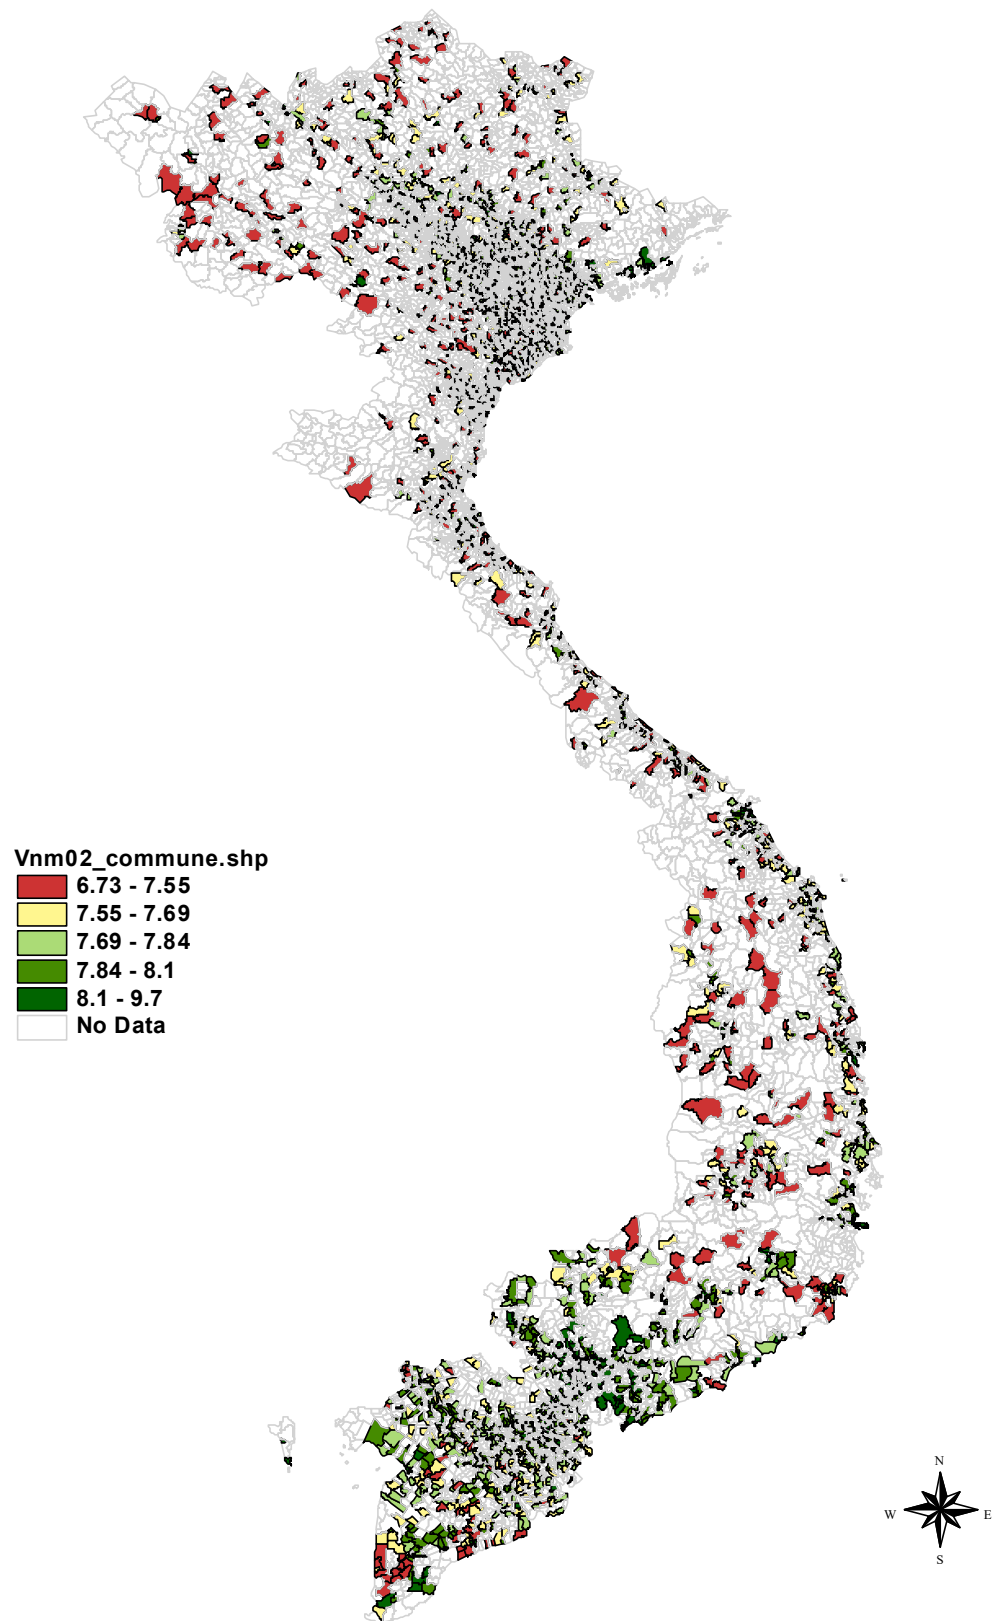 Vnm02_commune.shp
6.73 - 7.55
7.55 - 7.69
7.69 - 7.84
7.84 - 8.1
8.1 - 9.7
No Data
N
W E
S